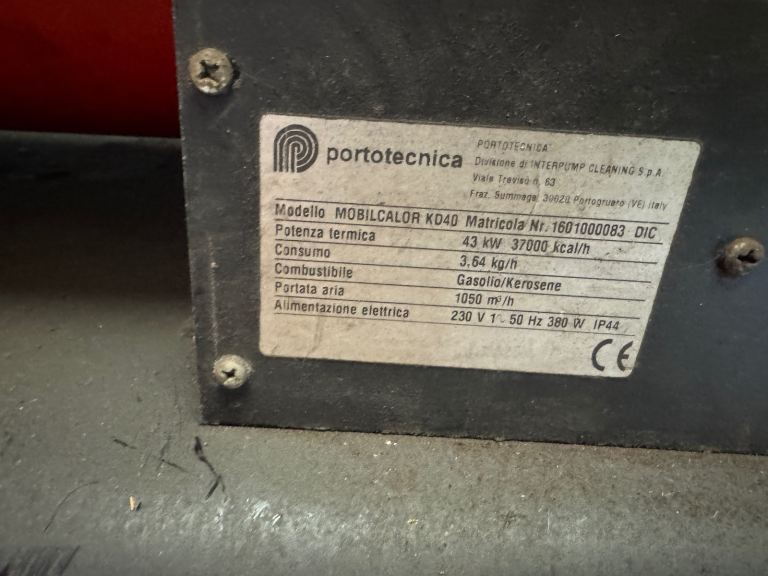 portotecnica
PORTOTECNICA
Divisione di INTERPUMP CLEANING S.p.A.
Viale Treviso n. 63
Fraz. Summaga 30020 Portogruaro (VE) Italy
Modello MOBILCALOR KD40 Matricola Nr. 1601000083 DIC
Potenza termica 43 kW 37000 kcal/h
Consumo 3,64 kg/h
Combustibile Gasolio/Kerosene
Portata aria 1050 m³/h
Alimentazione elettrica 230 V 1~ 50 Hz 380 W IP44
CE